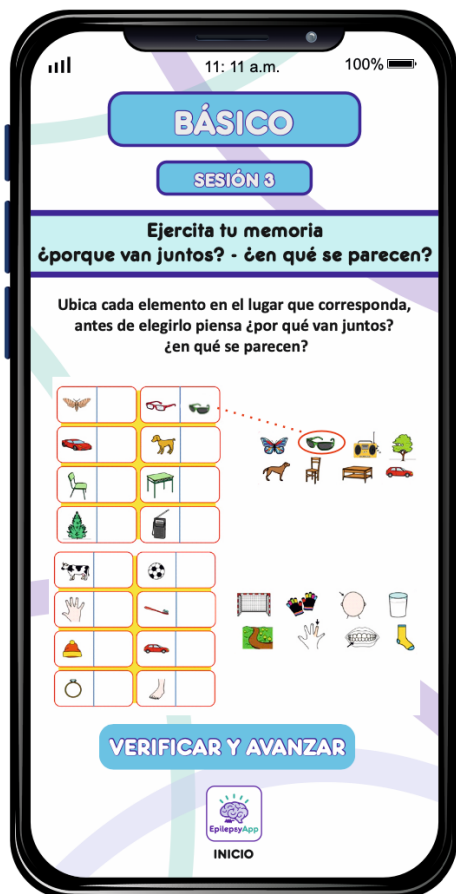 11: 11 a.m.
100%
BÁSICO
SESIÓN 3
Ejercita tu memoria
¿porque van juntos? - ¿en qué se parecen?
Ubica cada elemento en el lugar que corresponda,
antes de elegirlo piensa ¿por qué van juntos?
¿en qué se parecen?
VERIFICAR Y AVANZAR
EpilepsyApp
INICIO